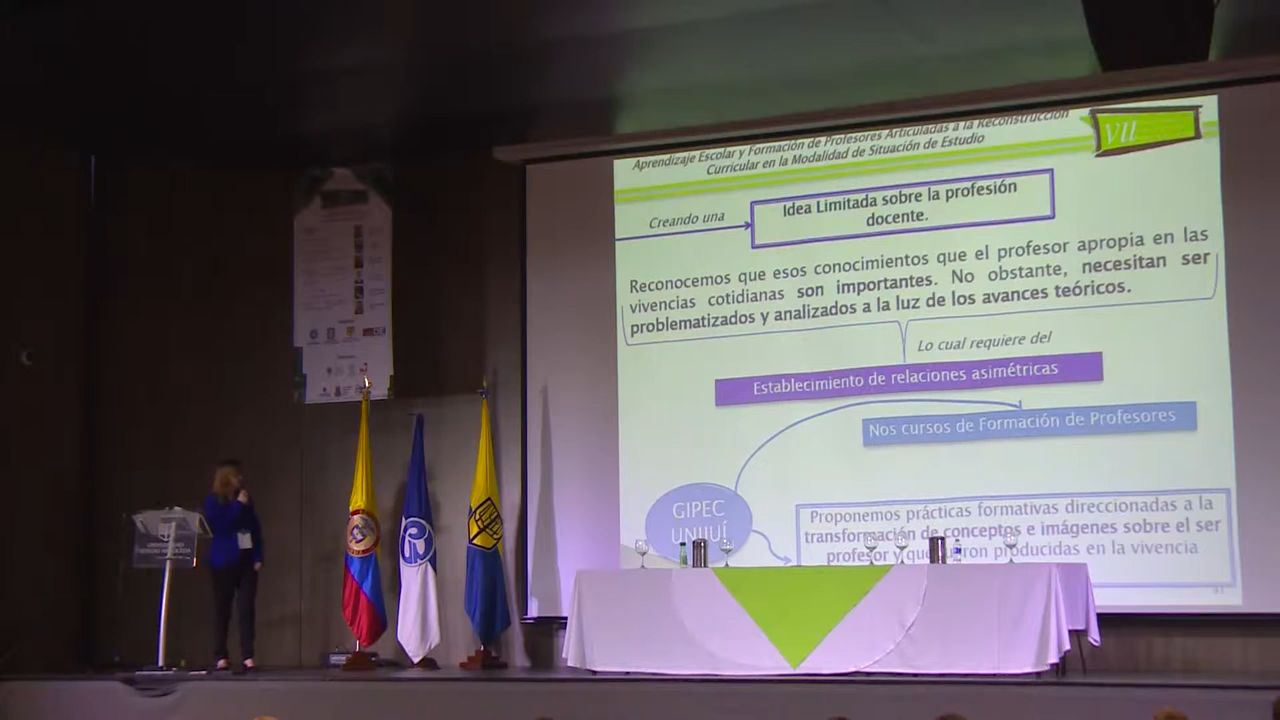 Aprendizaje Escolar y Formación de Profesores Articuladas a la Reconstrucción
Curricular en la Modalidad de Situación de Estudio
VII
Creando una
Idea Limitada sobre la profesión
docente.
Reconocemos que esos conocimientos que el profesor apropia en las
vivencias cotidianas son importantes. No obstante, necesitan ser
problematizados y analizados a la luz de los avances teóricos.
Lo cual requiere del
Establecimiento de relaciones asimétricas
Nos cursos de Formación de Profesores
GIPEC
UNIJUÍ
Proponemos prácticas formativas direccionadas a la
transformación de conceptos e imágenes sobre el ser
profesor y producidas en la vivencia